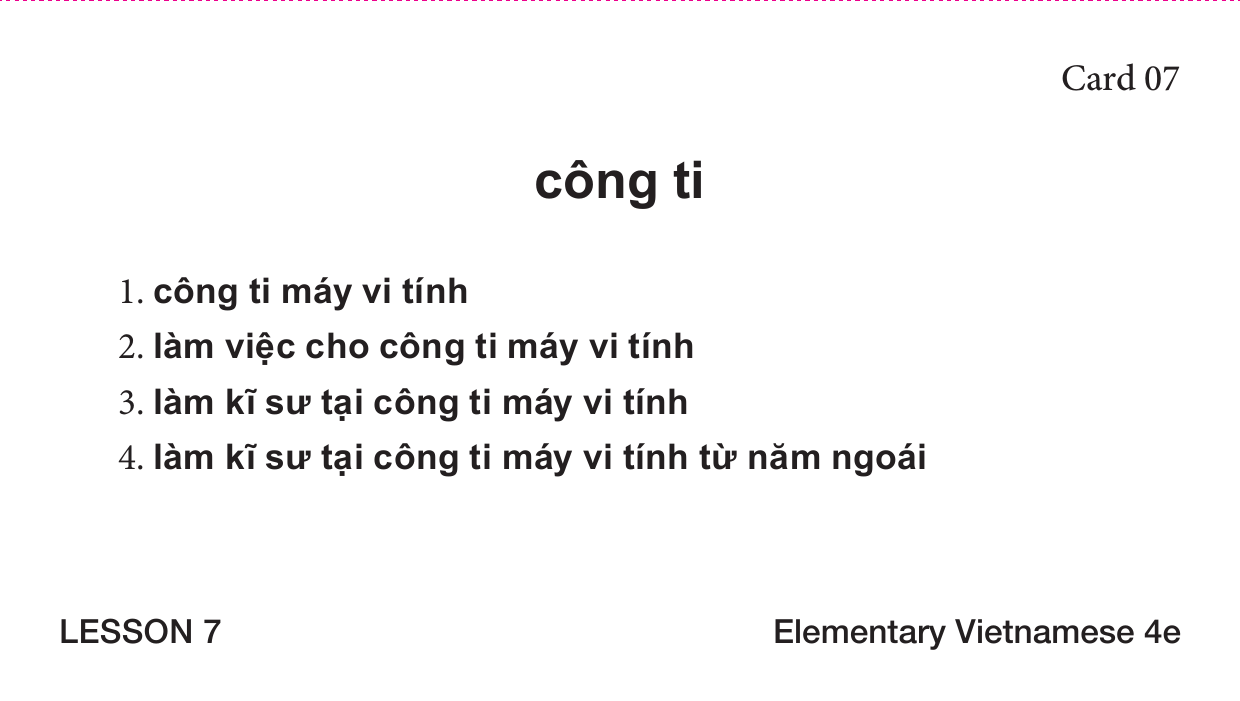 Card 07
công ti
1. công ti máy vi tính
2. làm việc cho công ti máy vi tính
3. làm kĩ sư tại công ti máy vi tính
4. làm kĩ sư tại công ti máy vi tính từ năm ngoái
LESSON 7
Elementary Vietnamese 4e